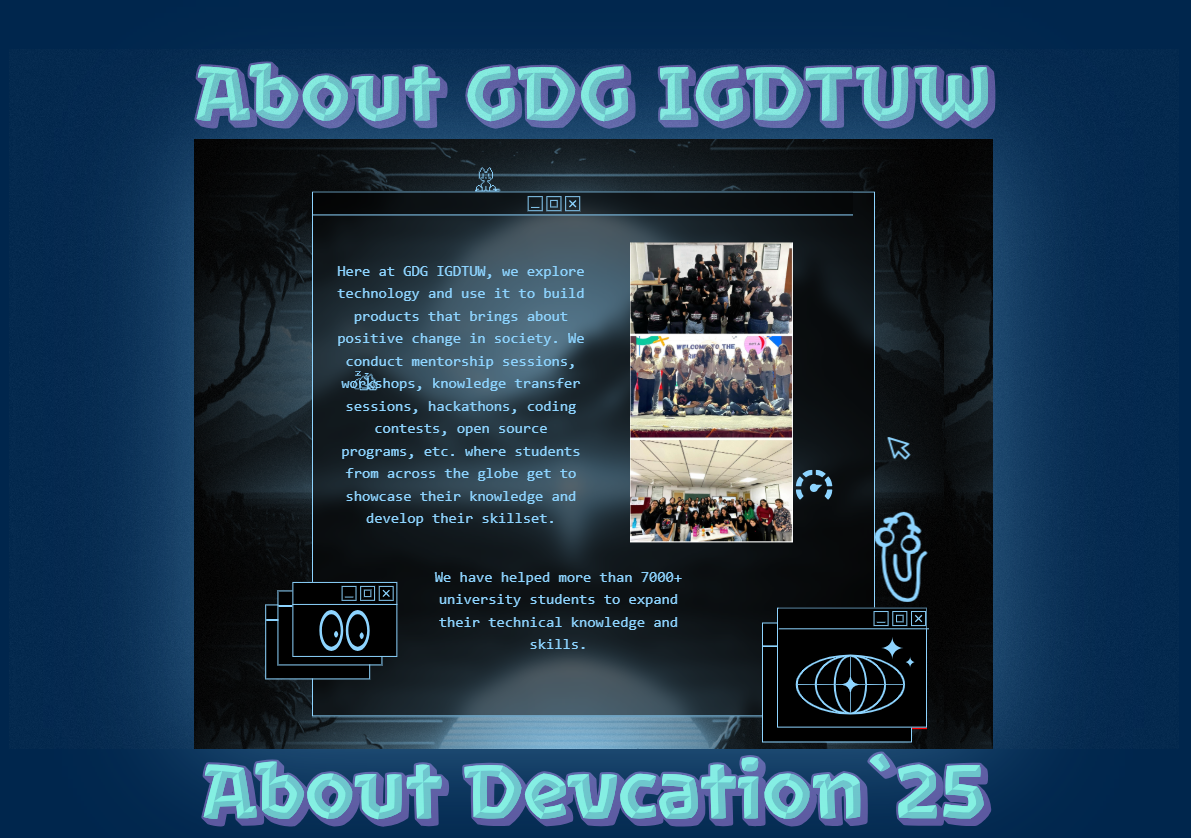 About GDG IGDTUW
Here at GDG IGDTUW, we explore
technology and use it to build
products that brings about
positive change in society. We
conduct mentorship sessions,
workshops, knowledge transfer
sessions, hackathons, coding
contests, open source
programs, etc. where students
from across the globe get to
showcase their knowledge and
develop their skillset.
WELCOME TO THE
We have helped more than 7000+
university students to expand
their technical knowledge and
skills.
About Devcation`25